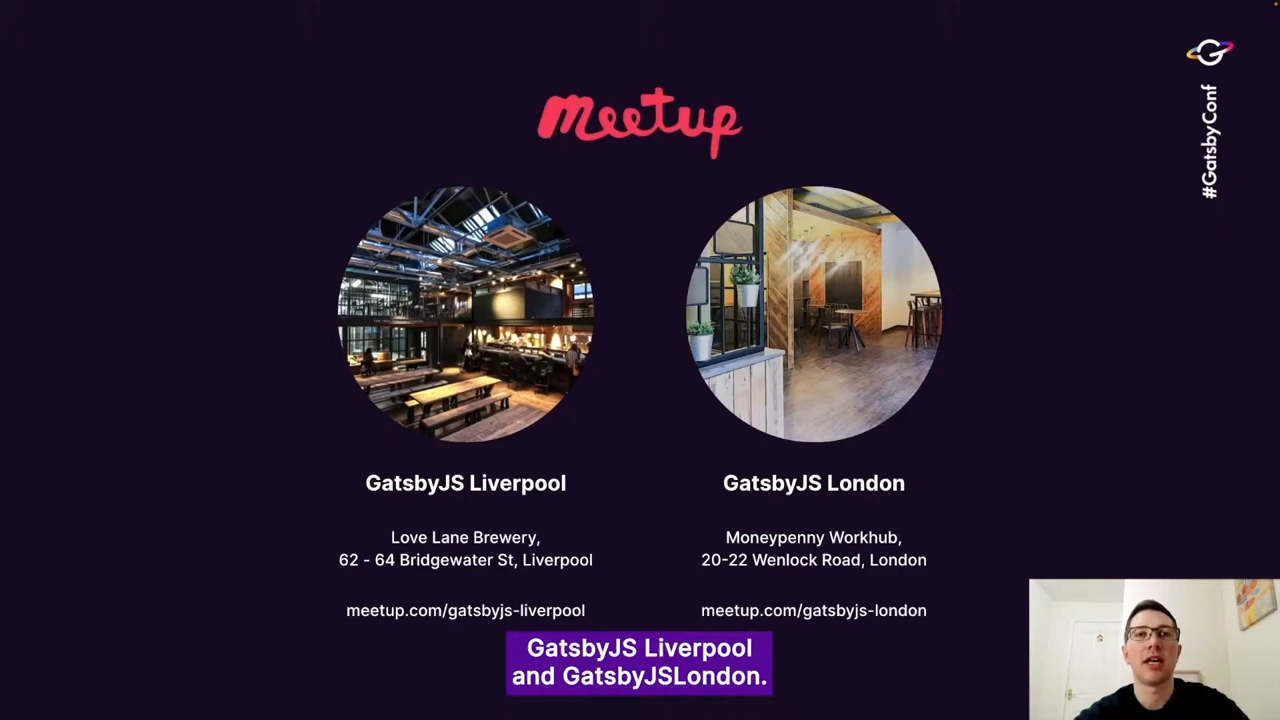 meetup
#GatsbyConf
GatsbyJS Liverpool
Love Lane Brewery,
62 - 64 Bridgewater St, Liverpool
meetup.com/gatsbyjs-liverpool
GatsbyJS London
Moneypenny Workhub,
20-22 Wenlock Road, London
meetup.com/gatsbyjs-london
GatsbyJS Liverpool
and GatsbyJSLondon.